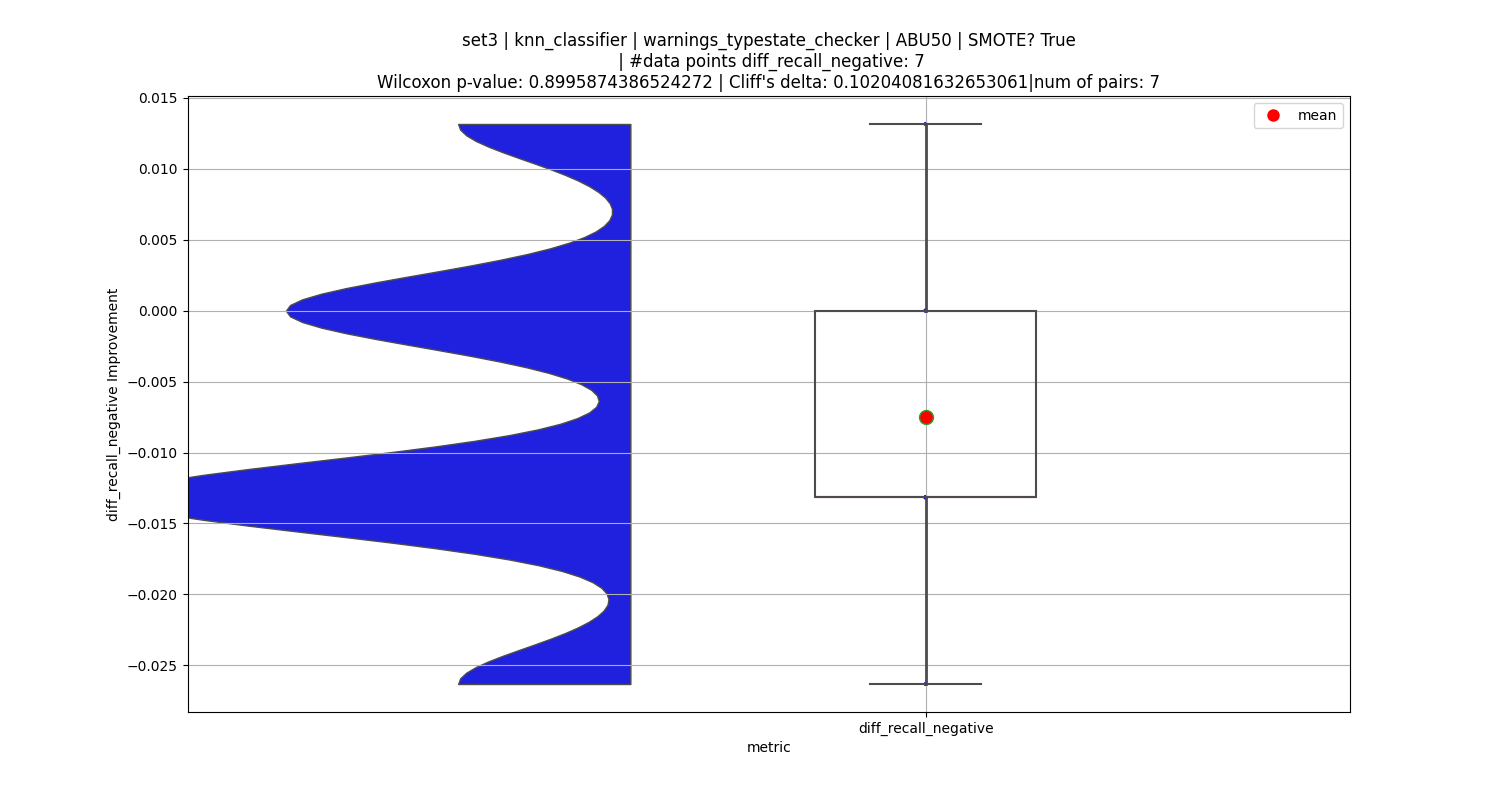 set3 | knn_classifier | warnings_typestate_checker | ABU50 | SMOTE? True
| #data points diff_recall_negative: 7
Wilcoxon p-value: 0.8995874386524272 | Cliff's delta: 0.10204081632653061|num of pairs: 7
mean
0.015
0.010
0.005
0.000
−0.005
−0.010
−0.015
−0.020
−0.025
diff_recall_negative Improvement
diff_recall_negative
metric